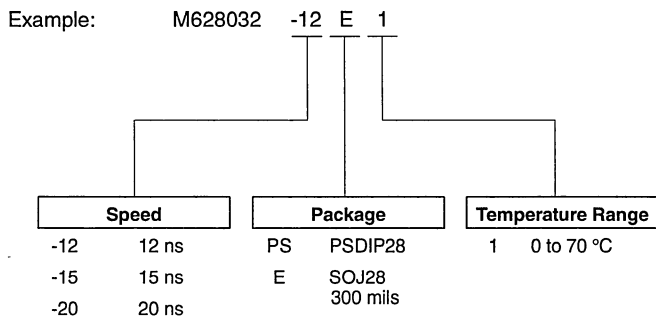 Example: M628032 -12 E 1
Speed Package Temperature Range
-12 12 ns PS PSDIP28 1 0 to 70 °C
-15 15 ns E SOJ28
300 mils
-20 20 ns